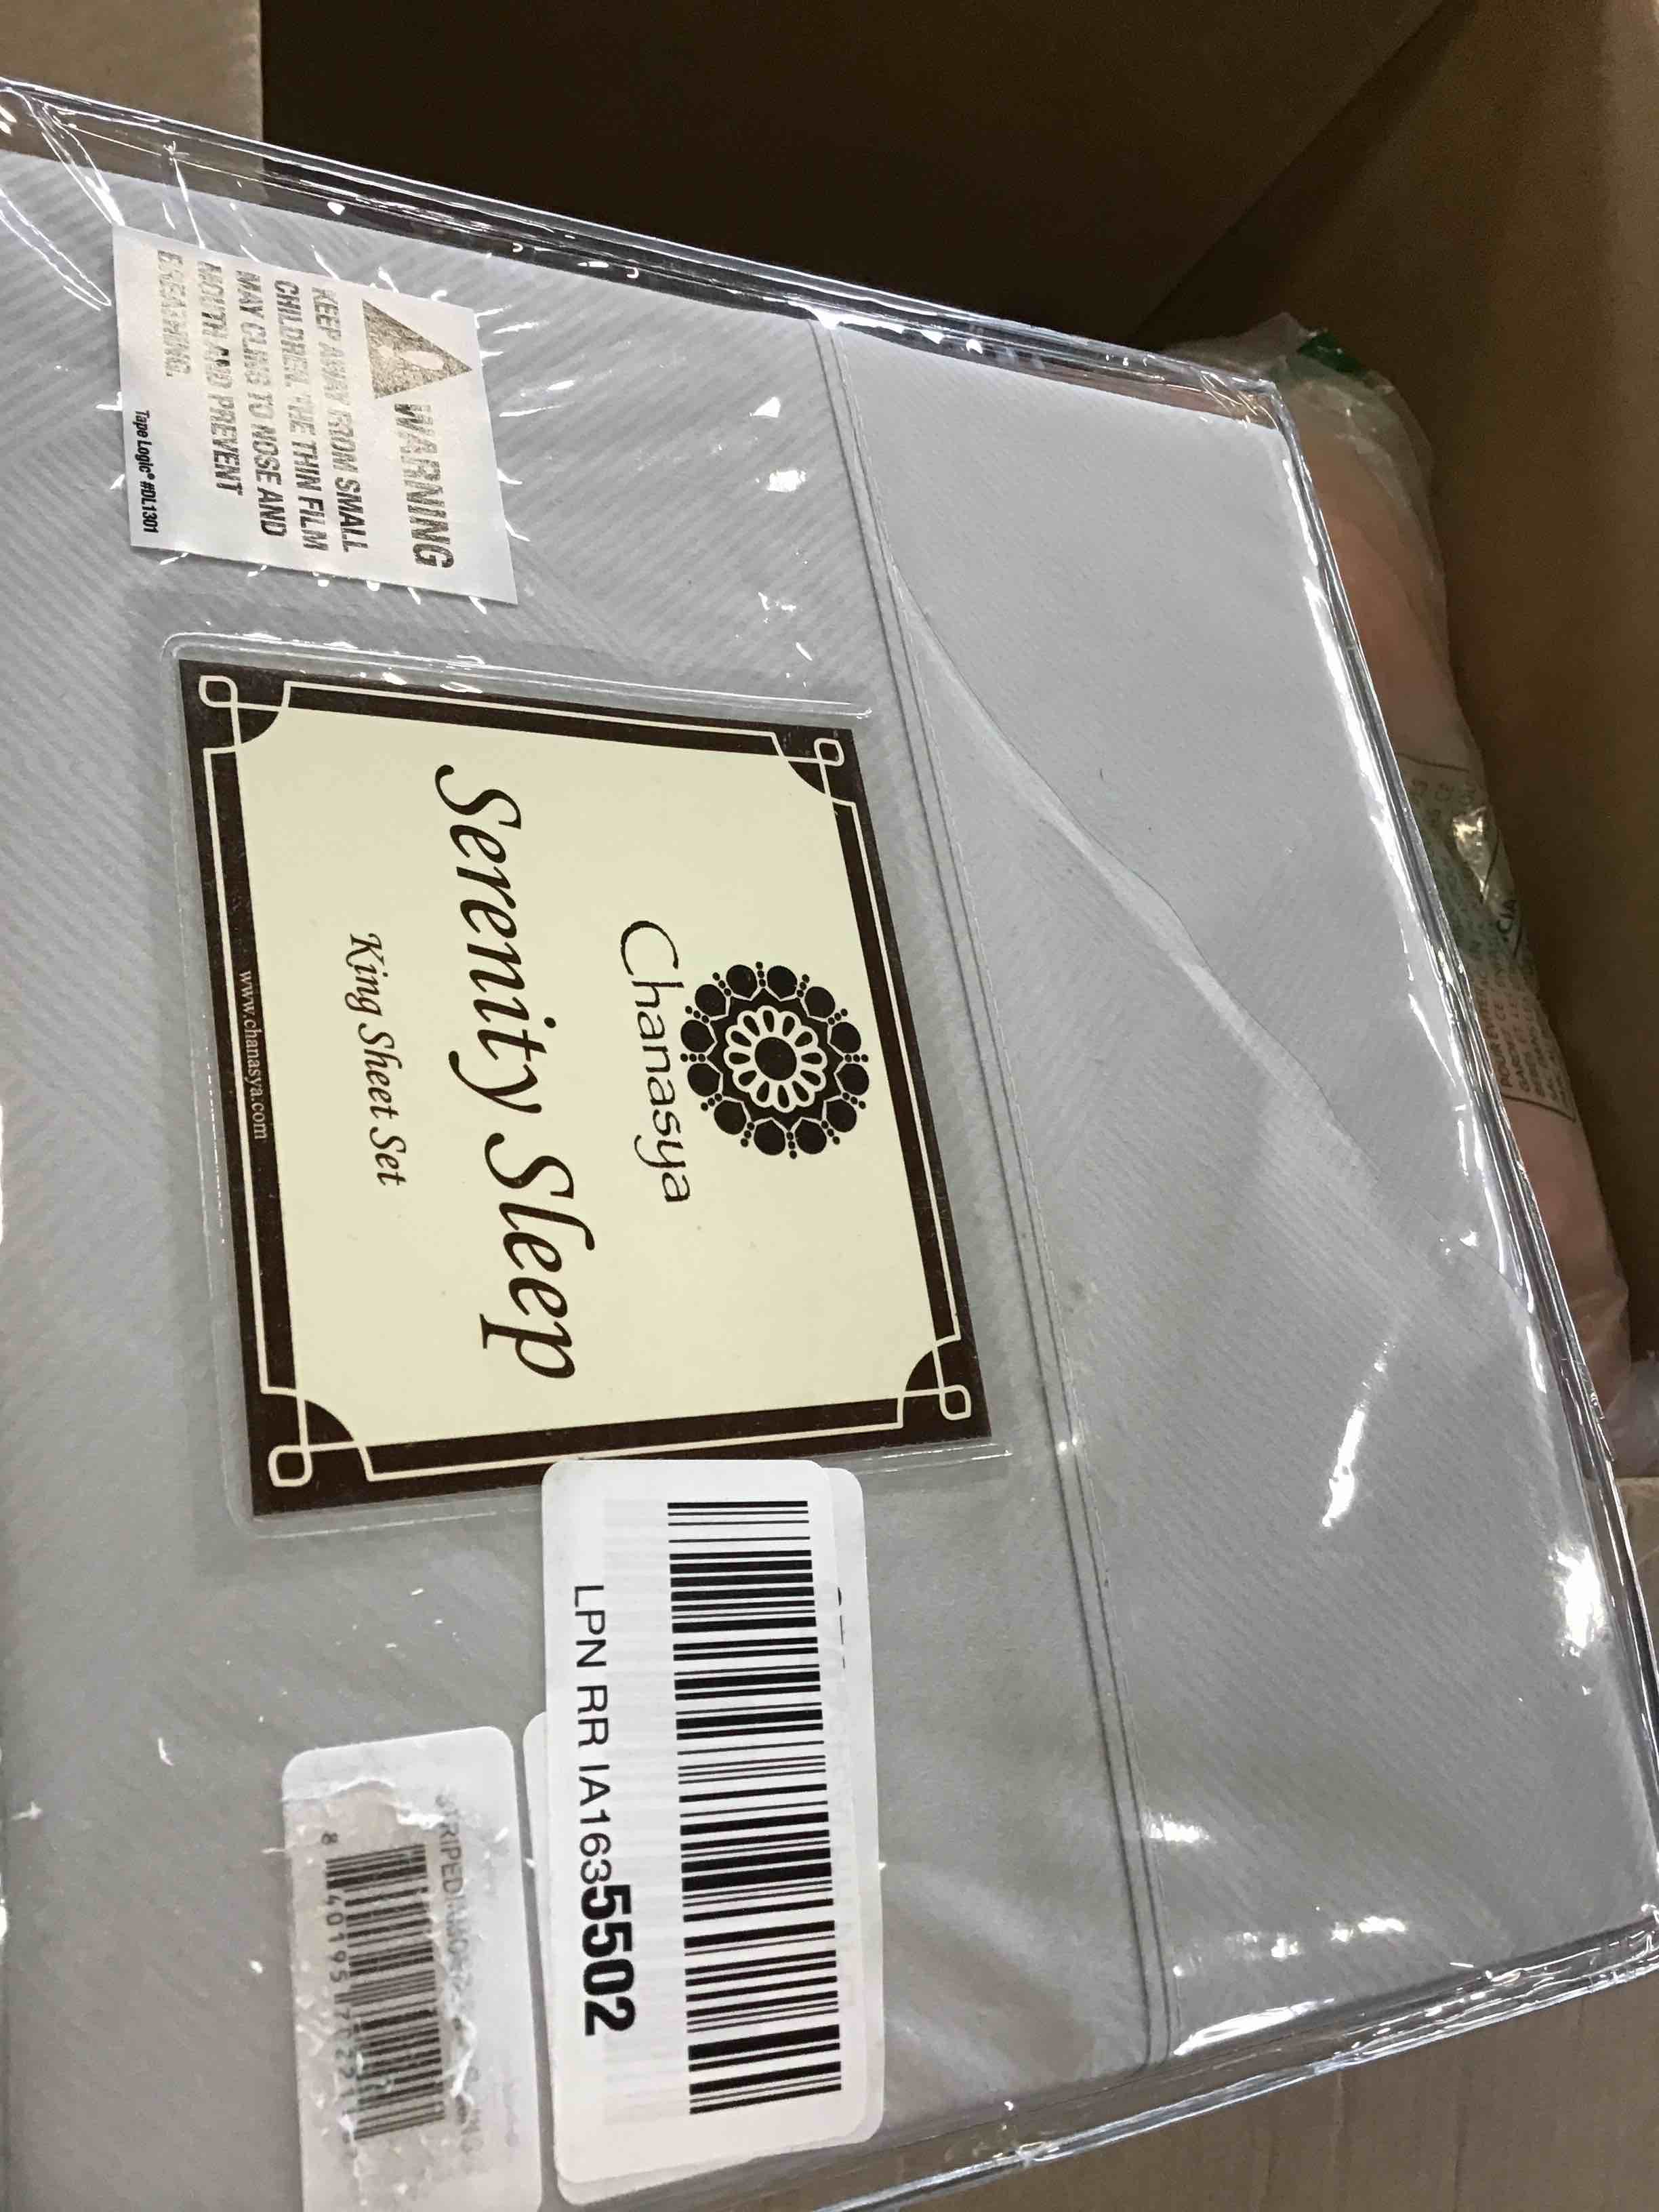 WARNING
KEEP AWAY FROM SMALL
CHILDREN. THE THIN FILM
MAY CLING TO NOSE AND
MOUTH AND PREVENT
BREATHING.
Tape Logic® #DL1301
Chanasya
Serenity Sleep
King Sheet Set
www.chanasya.com
LPN RR IA1635502